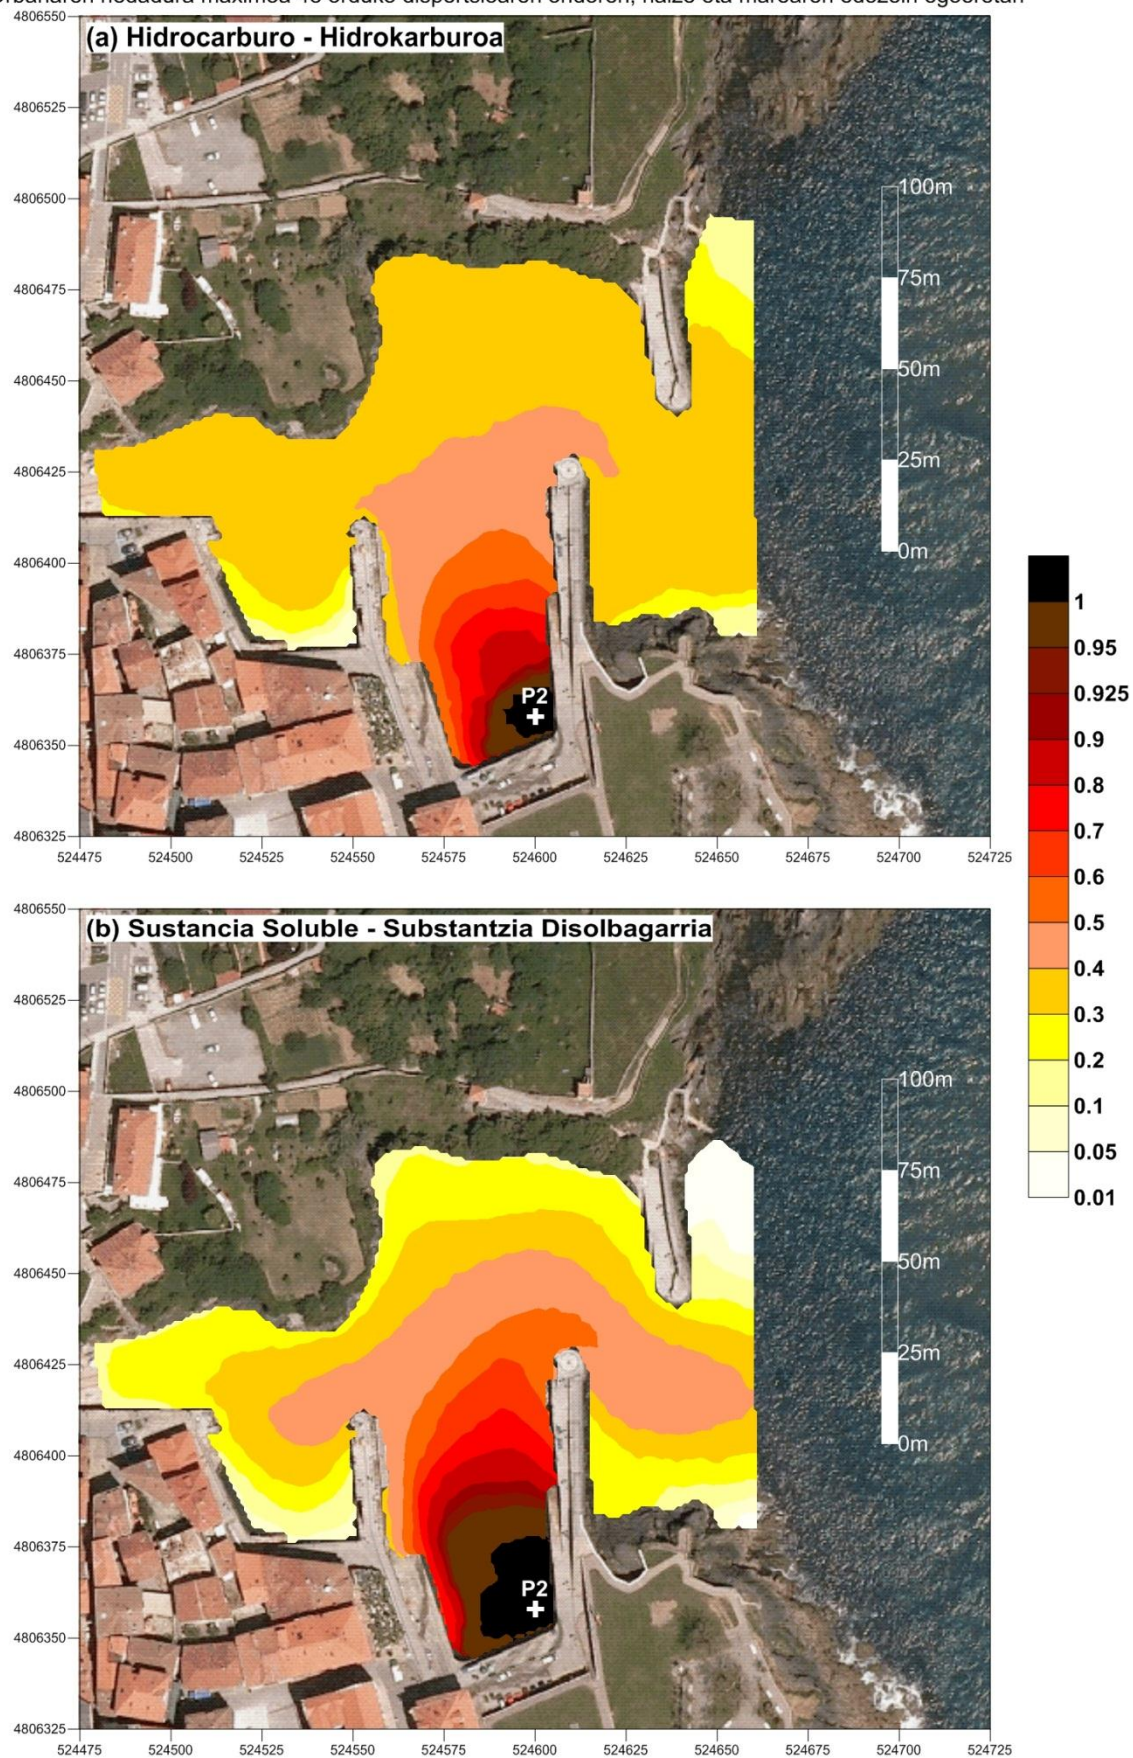 (a) Hidrocarburo - Hidrokarburoa
4806550
4806525
4806500
4806475
4806450
4806425
4806400
4806375
4806350
4806325
100m
75m
50m
25m
0m
P2
524475 524500 524525 524550 524575 524600 524625 524650 524675 524700 524725
1
0.95
0.925
0.9
0.8
0.7
0.6
0.5
0.4
0.3
0.2
0.1
0.05
0.01
(b) Sustancia Soluble - Substantzia Disolbagarria
4806550
4806525
4806500
4806475
4806450
4806425
4806400
4806375
4806350
4806325
100m
75m
50m
25m
0m
P2
524475 524500 524525 524550 524575 524600 524625 524650 524675 524700 524725